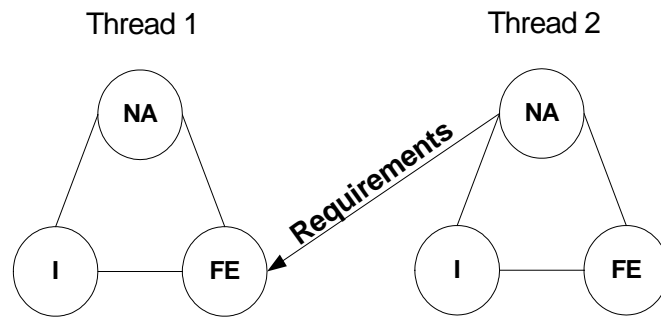 Thread 1
Thread 2
NA
NA
Requirements
I
FE
I
FE